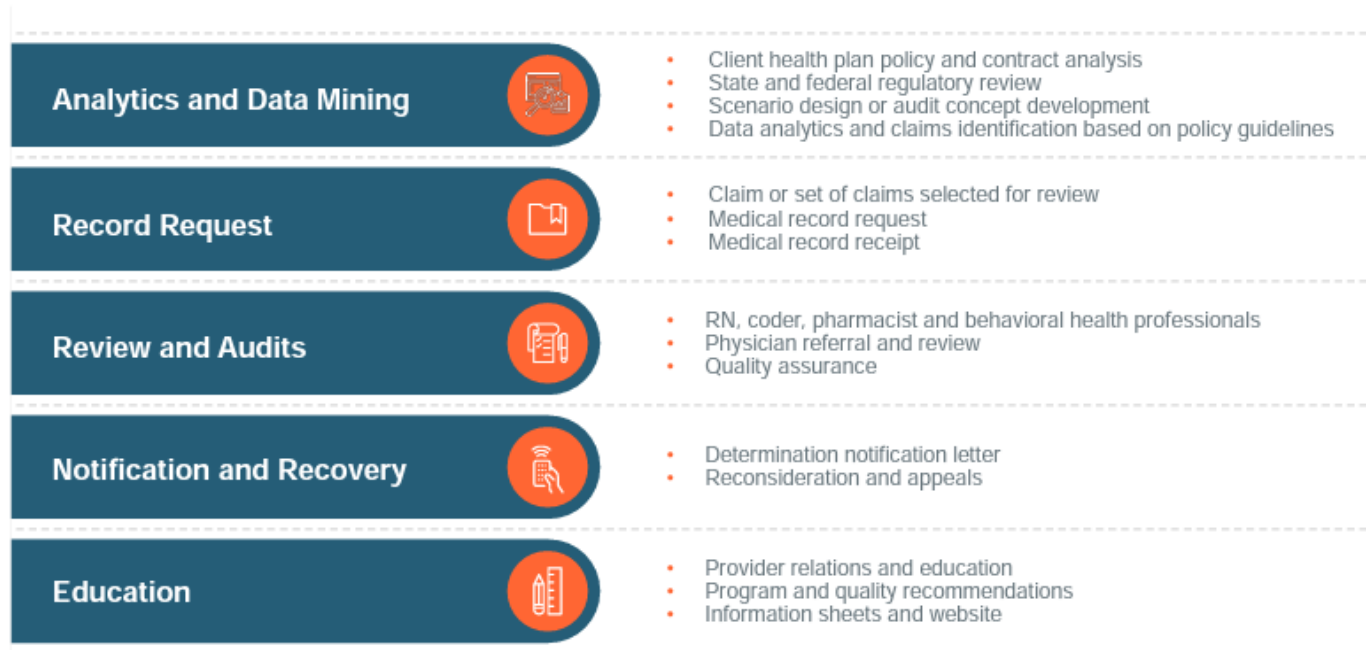 Analytics and Data Mining
• Client health plan policy and contract analysis
• State and federal regulatory review
• Scenario design or audit concept development
• Data analytics and claims identification based on policy guidelines
Record Request
• Claim or set of claims selected for review
• Medical record request
• Medical record receipt
Review and Audits
• RN, coder, pharmacist and behavioral health professionals
• Physician referral and review
• Quality assurance
Notification and Recovery
• Determination notification letter
• Reconsideration and appeals
Education
• Provider relations and education
• Program and quality recommendations
• Information sheets and website